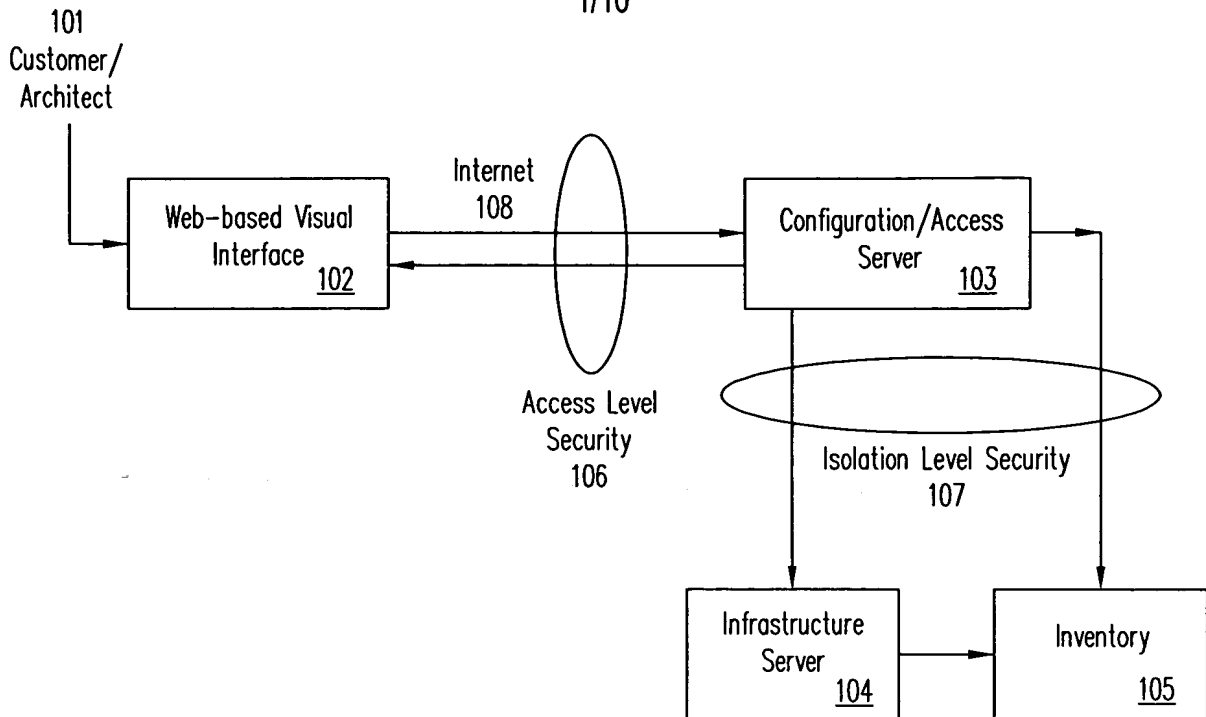 1/10
101
Customer/
Architect
Internet
108
Web-based Visual
Interface
102
Configuration/Access
Server
103
Access Level
Security
106
Isolation Level Security
107
Infrastructure
Server
104
Inventory
105